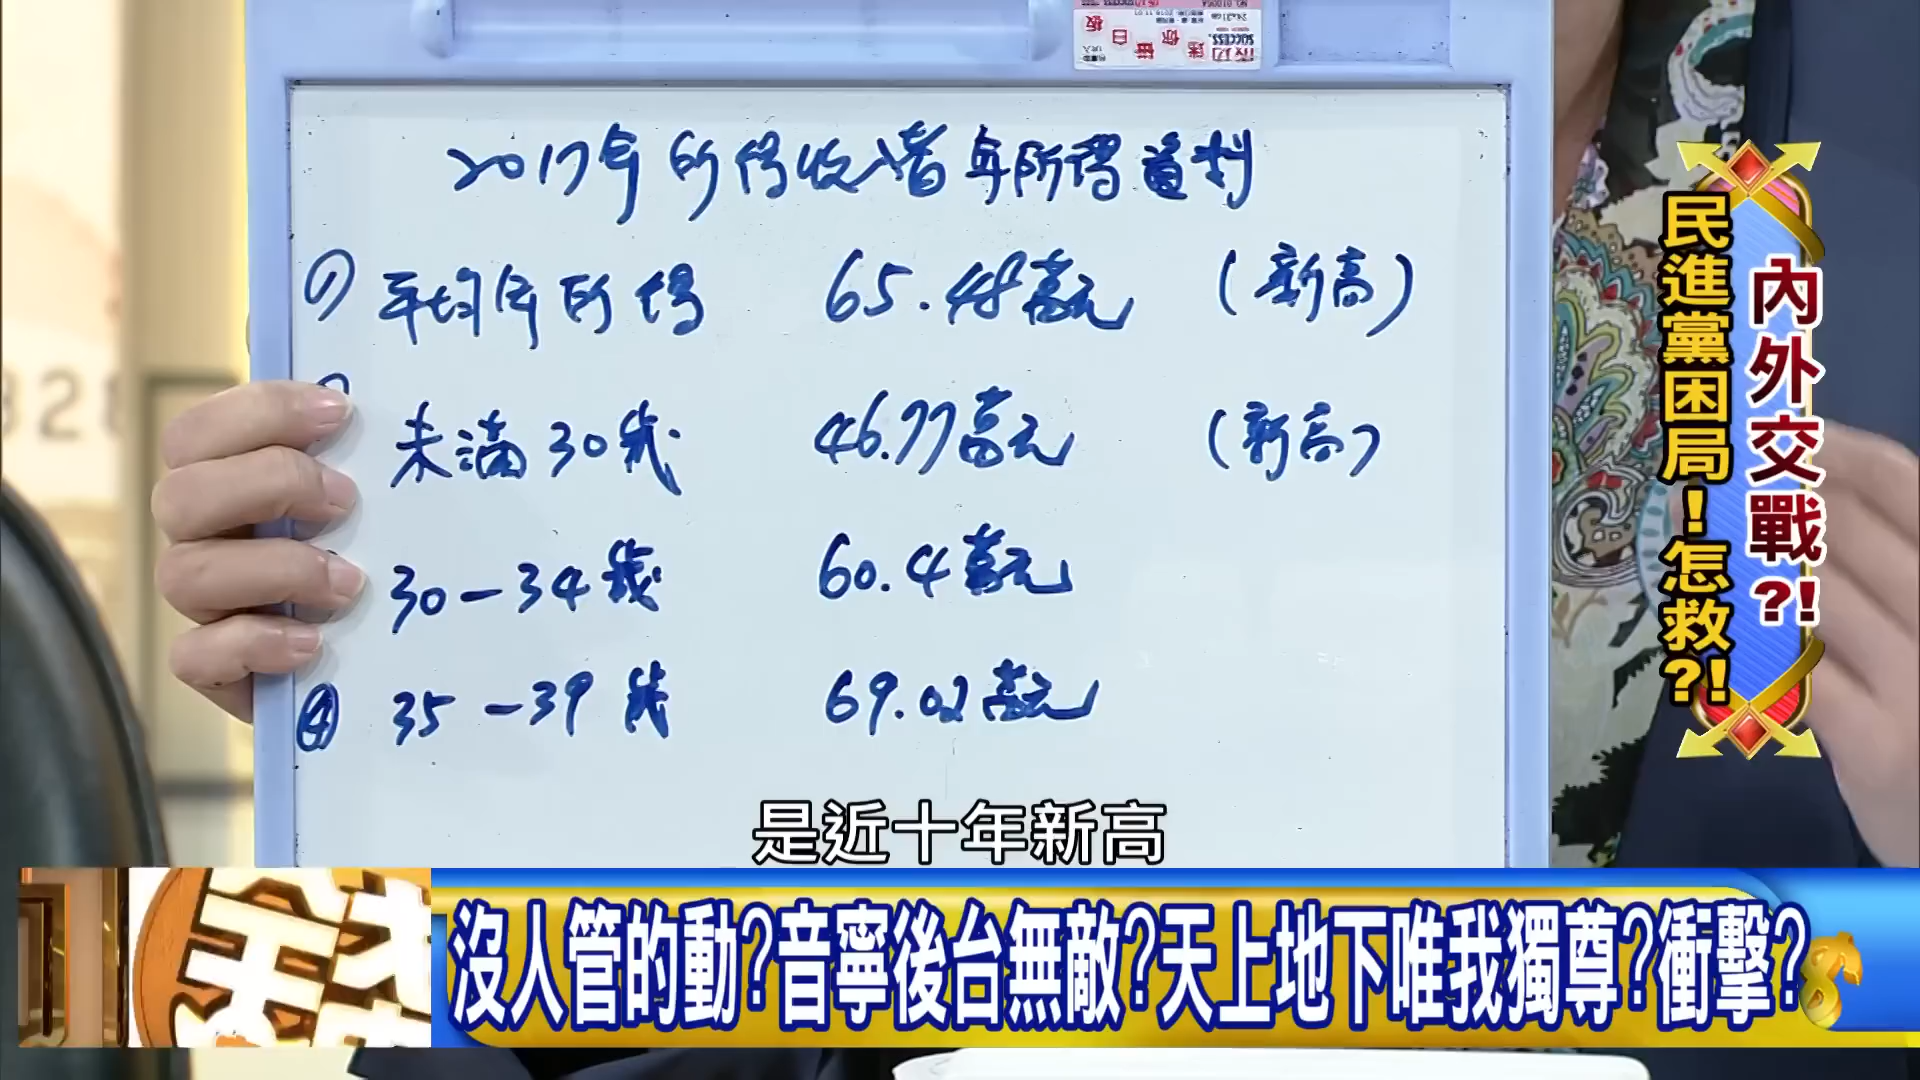 2017年所得收入者年所得資料
① 平均年所得 65.48萬元 (新高)
未滿30歲 46.77萬元 (新高)
30-34歲 60.4萬元
④ 35-39歲 69.02萬元
內外交戰?!
民進黨困局!怎救?!
是近十年新高
沒人管的動?音寧後台無敵?天上地下唯我獨尊?衝擊?